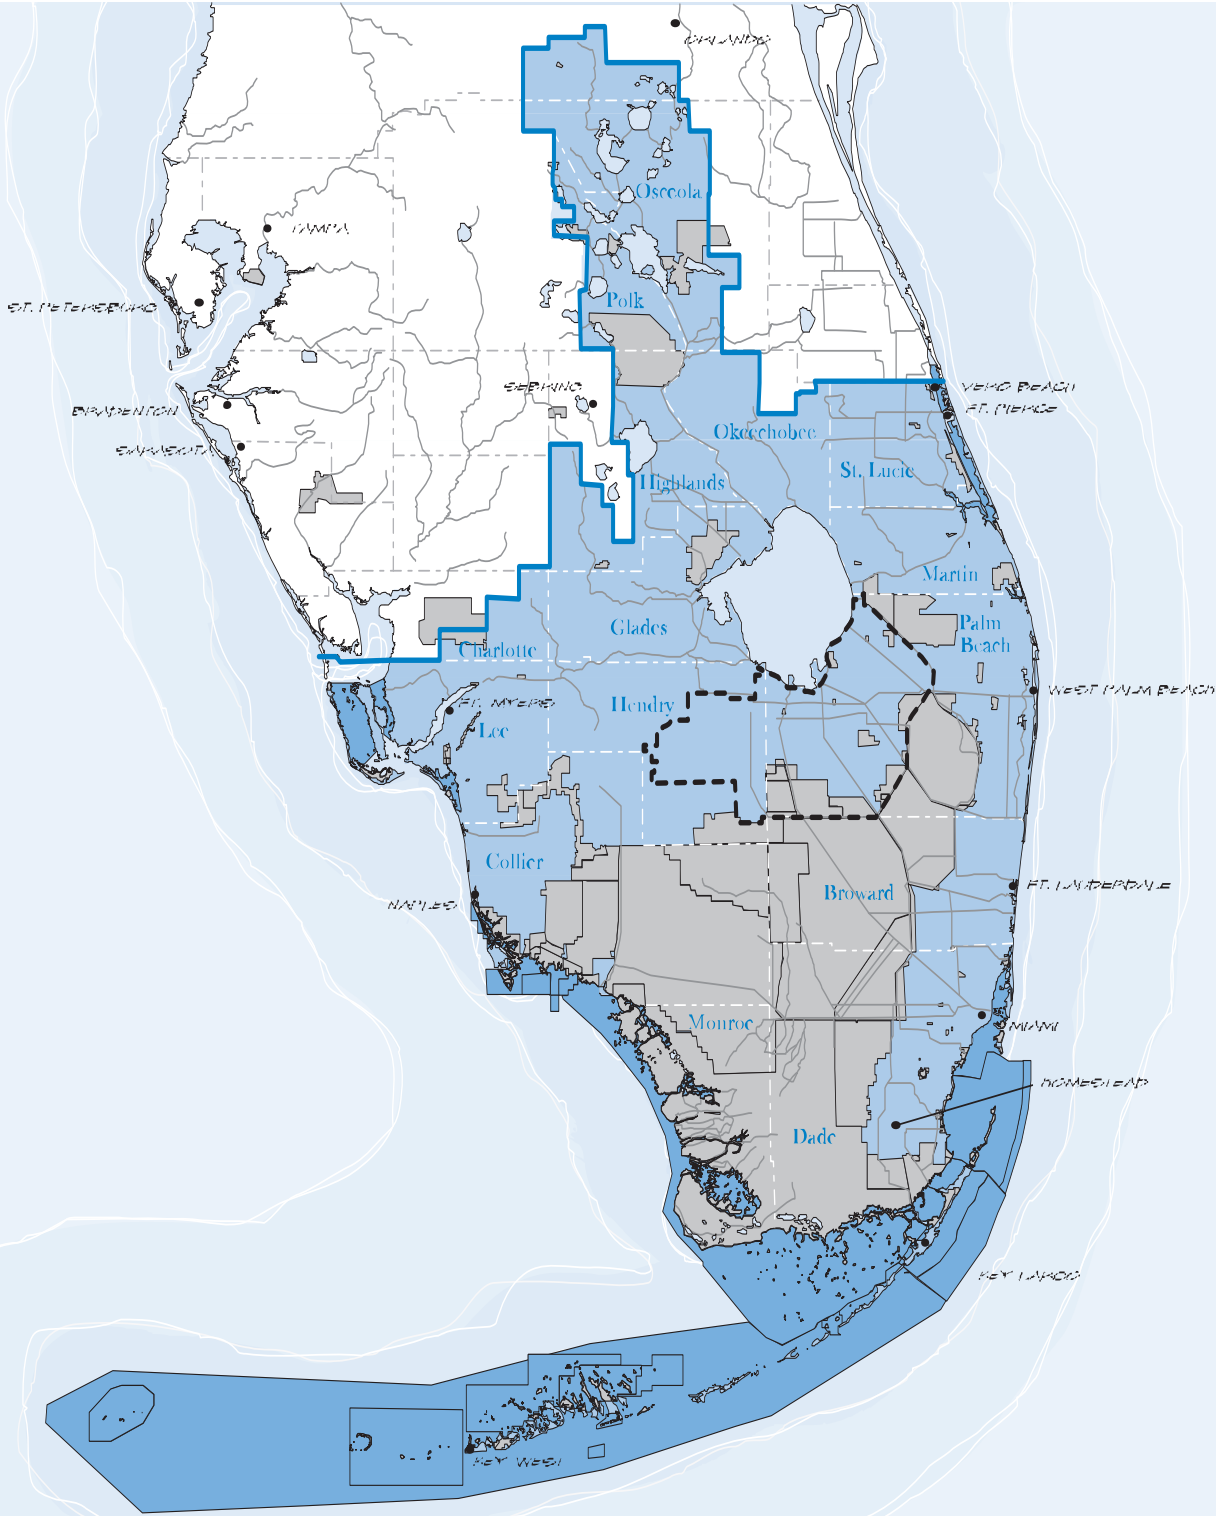 ORLANDO
Osceola
TAMPA
Polk
ST. PETERSBURG
SEBRING
VERO BEACH
BRADENTON
FT. PIERCE
Okeechobee
SARASOTA
St. Lucie
Highlands
Martin
Glades
Palm
Beach
Charlotte
WEST PALM BEACH
FT. MYERS
Hendry
Lee
Collier
FT. LAUDERDALE
Broward
NAPLES
Monroe
MIAMI
HOMESTEAD
Dade
KEY LARGO
KEY WEST